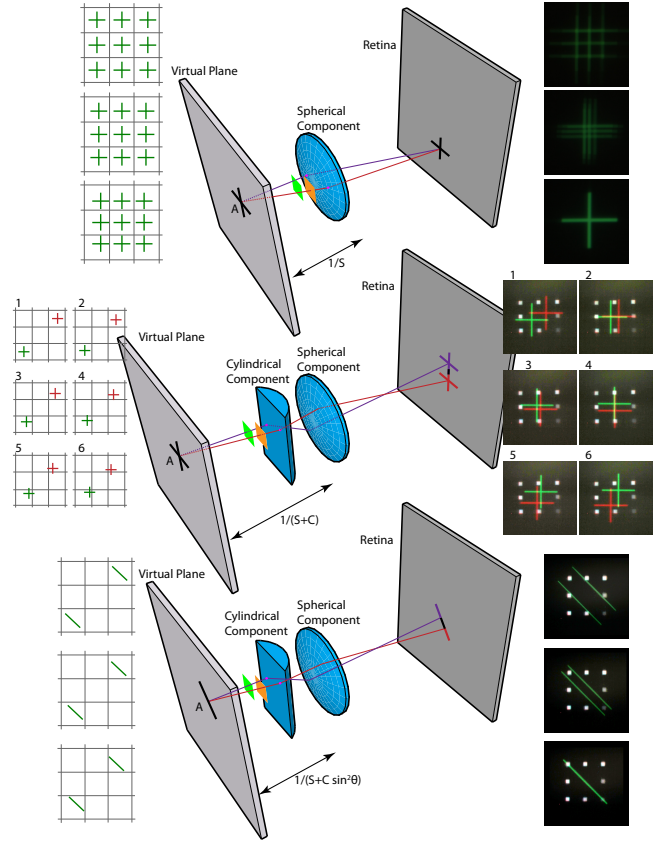 Virtual Plane
Retina
Spherical
Component
A
1/S
1
2
3
4
5
6
Virtual Plane
Cylindrical
Component
Spherical
Component
Retina
A
1/(S+C)
1
2
3
4
5
6
Virtual Plane
Cylindrical
Component
Spherical
Component
Retina
A
1/(S+C sin²θ)